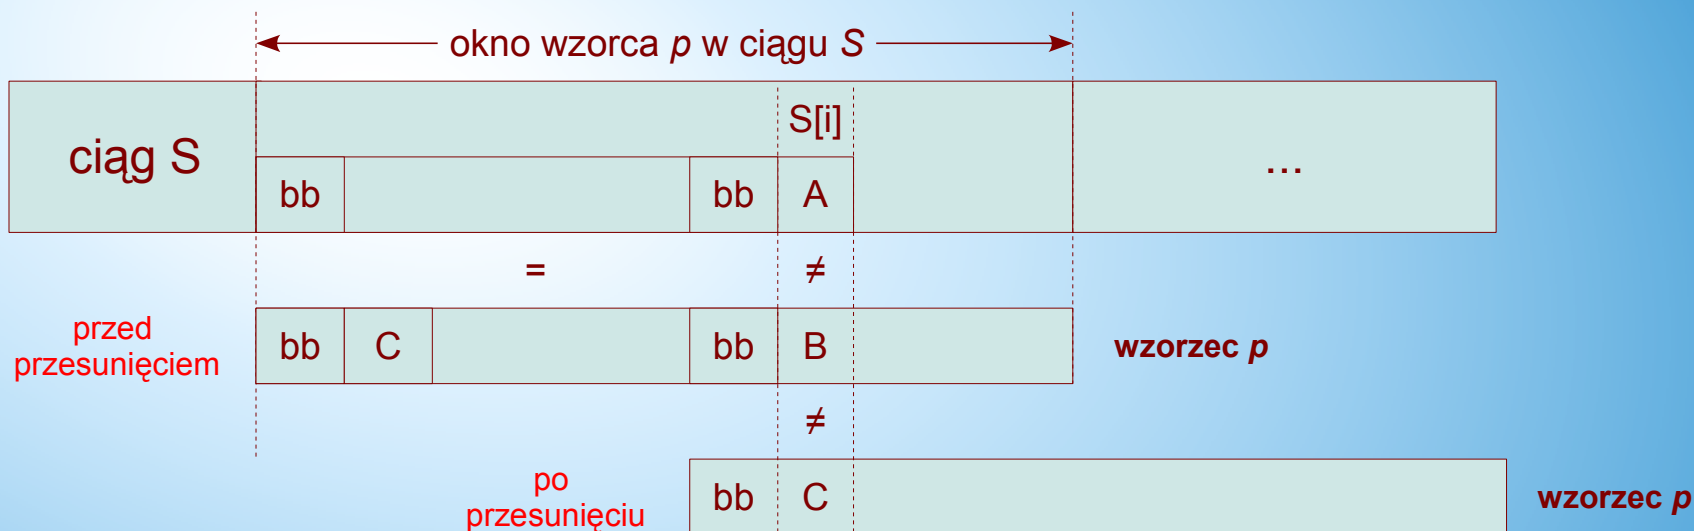 okno wzorca p w ciągu S
ciąg S
S[i]
...
bb
bb
A
=
≠
przed
przesunięciem
bb
C
bb
B
wzorzec p
≠
po
przesunięciu
bb
C
wzorzec p